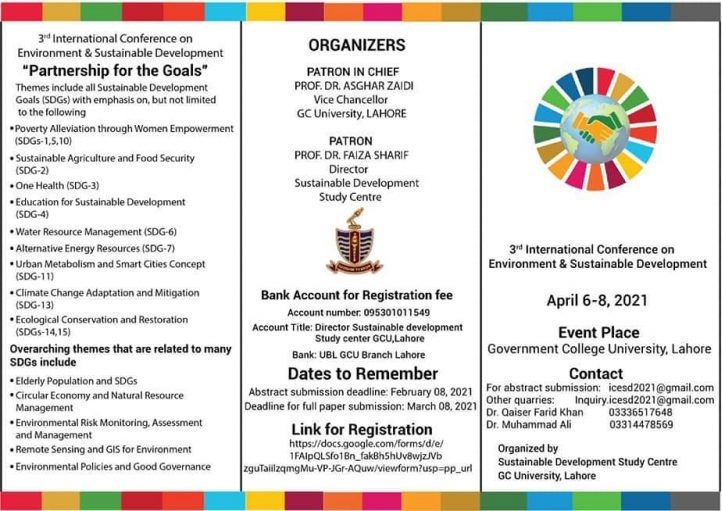 3rd International Conference on
Environment & Sustainable Development
“Partnership for the Goals”
Themes include all Sustainable Development
Goals (SDGs) with emphasis on, but not limited
to the following
• Poverty Alleviation through Women Empowerment
(SDGs-1,5,10)
• Sustainable Agriculture and Food Security
(SDG-2)
• One Health (SDG-3)
• Education for Sustainable Development
(SDG-4)
• Water Resource Management (SDG-6)
• Alternative Energy Resources (SDG-7)
• Urban Metabolism and Smart Cities Concept
(SDG-11)
• Climate Change Adaptation and Mitigation
(SDG-13)
• Ecological Conservation and Restoration
(SDGs-14,15)
Overarching themes that are related to many
SDGs include
• Elderly Population and SDGs
• Circular Economy and Natural Resource
Management
• Environmental Risk Monitoring, Assessment
and Management
• Remote Sensing and GIS for Environment
• Environmental Policies and Good Governance
ORGANIZERS
PATRON IN CHIEF
PROF. DR. ASGHAR ZAIDI
Vice Chancellor
GC University, LAHORE
PATRON
PROF. DR. FAIZA SHARIF
Director
Sustainable Development
Study Centre
Bank Account for Registration fee
Account number: 095301011549
Account Title: Director Sustainable development
Study center GCU,Lahore
Bank: UBL GCU Branch Lahore
Dates to Remember
Abstract submission deadline: February 08, 2021
Deadline for full paper submission: March 08, 2021
Link for Registration
https://docs.google.com/forms/d/e/
1FAIpQLSfo1Bn_fakBh5hUv8wjzJVb
zguTaiilzqmgMu-VP-JGr-AQuw/viewform?usp=pp_url
3rd International Conference on
Environment & Sustainable Development
April 6-8, 2021
Event Place
Government College University, Lahore
Contact
For abstract submission: icesd2021@gmail.com
Other quarries: Inquiry.icesd2021@gmail.com
Dr. Qaiser Farid Khan 03336517648
Dr. Muhammad Ali 03314478569
Organized by
Sustainable Development Study Centre
GC University, Lahore